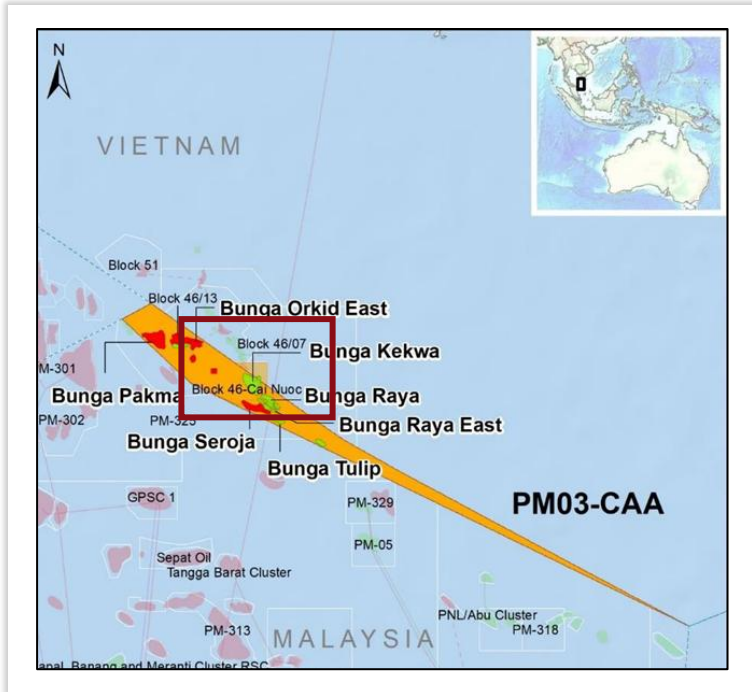 N
VIETNAM
Block 51
Block 46/13
Bunga Orkid East
Block 46/07
Bunga Kekwa
M-301
Bunga Pakma
Block 46-Cai Nuoc
Bunga Raya
PM-302
PM-325
Bunga Raya East
Bunga Seroja
Bunga Tulip
GPSC 1
PM-329
PM03-CAA
PM-05
Sepat Oil
Tangga Barat Cluster
PNL/Abu Cluster
PM-313
PM-318
MALAYSIA
apal, Banang and Meranti Cluster RSC